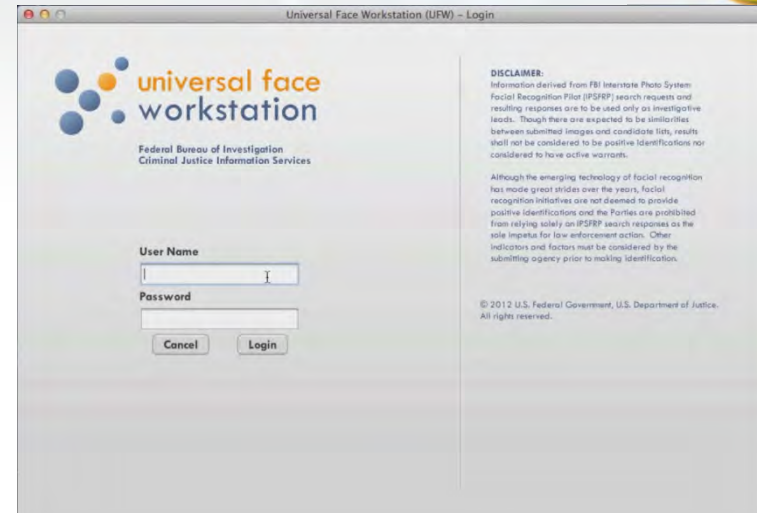 Universal Face Workstation (UFW) – Login
universal face
workstation
Federal Bureau of Investigation
Criminal Justice Information Services
User Name
Password
Cancel
Login
DISCLAIMER:
Information derived from FBI Interstate Photo System
Facial Recognition Pilot (IPSFRP) search requests and
resulting responses are to be used only as investigative
leads. Though there are expected to be similarities
between submitted images and candidate lists, results
shall not be considered to be positive identifications nor
considered to have active warrants.
Although the emerging technology of facial recognition
has made great strides over the years, facial
recognition initiatives are not deemed to provide
positive identifications and the Parties are prohibited
from relying solely on IPSFRP search responses as the
sole impetus for law enforcement action. Other
indicators and factors must be considered by the
submitting agency prior to making identification.
© 2012 U.S. Federal Government, U.S. Department of Justice.
All rights reserved.